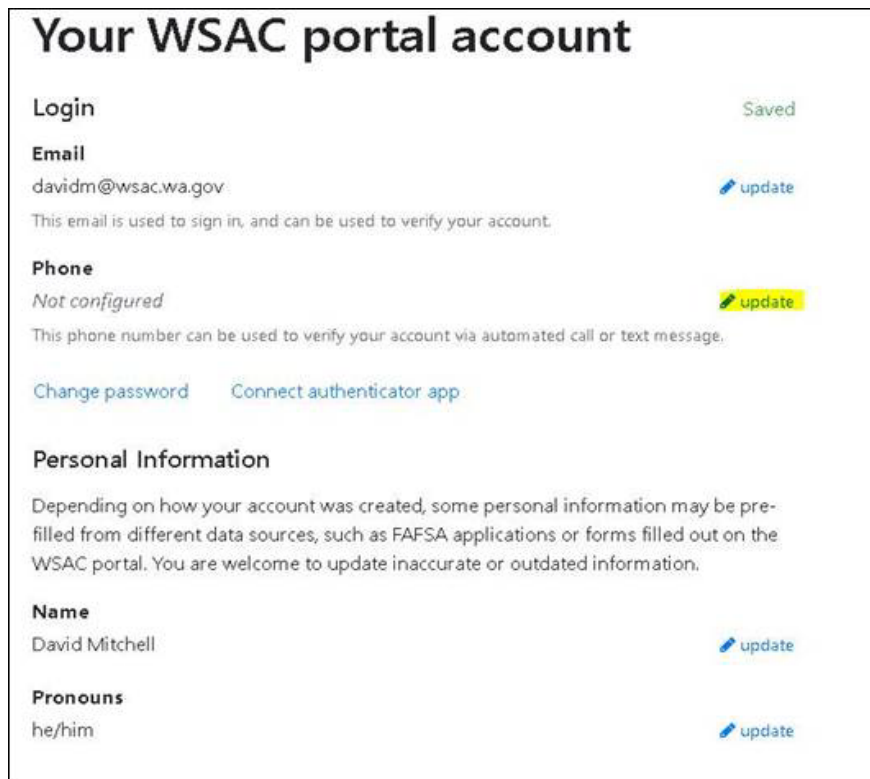 Your WSAC portal account
Login
Saved
Email
davidm@wsac.wa.gov
update
This email is used to sign in, and can be used to verify your account.
Phone
Not configured
update
This phone number can be used to verify your account via automated call or text message.
Change password
Connect authenticator app
Personal Information
Depending on how your account was created, some personal information may be pre-
filled from different data sources, such as FAFSA applications or forms filled out on the
WSAC portal. You are welcome to update inaccurate or outdated information.
Name
David Mitchell
update
Pronouns
he/him
update